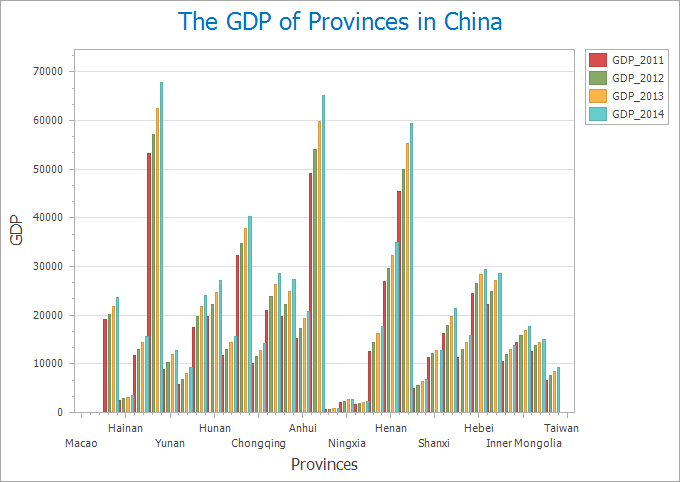 The GDP of Provinces in China
GDP_2011
GDP_2012
GDP_2013
GDP_2014
70000
60000
50000
40000
30000
20000
10000
0
GDP
Hainan Hunan Anhui Henan Hebei Taiwan
Macao Yunan Chongqing Ningxia Shanxi Inner Mongolia
Provinces